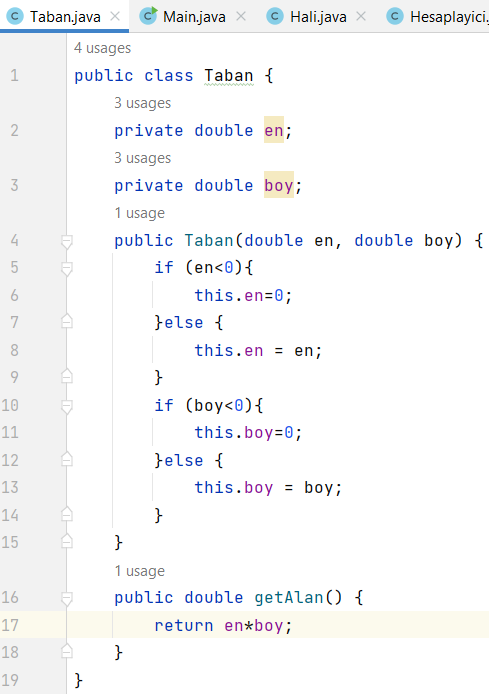 Taban.java Main.java Hali.java Hesaplayici.
4 usages
1 public class Taban {
3 usages
2 private double en;
3 usages
3 private double boy;
1 usage
4 public Taban(double en, double boy) {
5 if (en<0){
6 this.en=0;
7 }else {
8 this.en = en;
9 }
10 if (boy<0){
11 this.boy=0;
12 }else {
13 this.boy = boy;
14 }
15 }
1 usage
16 public double getAlan() {
17 return en*boy;
18 }
19 }